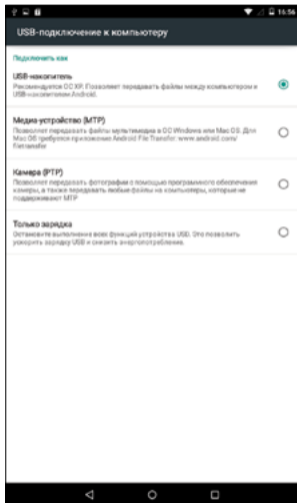 16:56
USB-подключение к компьютеру
Подключить как
USB-накопитель
Рекомендуется ОС XP. Позволяет передавать файлы между компьютером и
USB-накопителем Android.
Медиа-устройство (MTP)
Позволяет передавать файлы мультимедиа в ОС Windows или Mac OS. Для
Mac OS требуется приложение Android File Transfer: www.android.com/
filetransfer
Камера (PTP)
Позволяет передавать фотографии с помощью программного обеспечения
камеры, а также передавать любые файлы на компьютеры, которые не
поддерживают MTP
Только зарядка
Остановите выполнение всех функций устройства USB. Это позволить
ускорить зарядку USB и снизить энергопотребление.